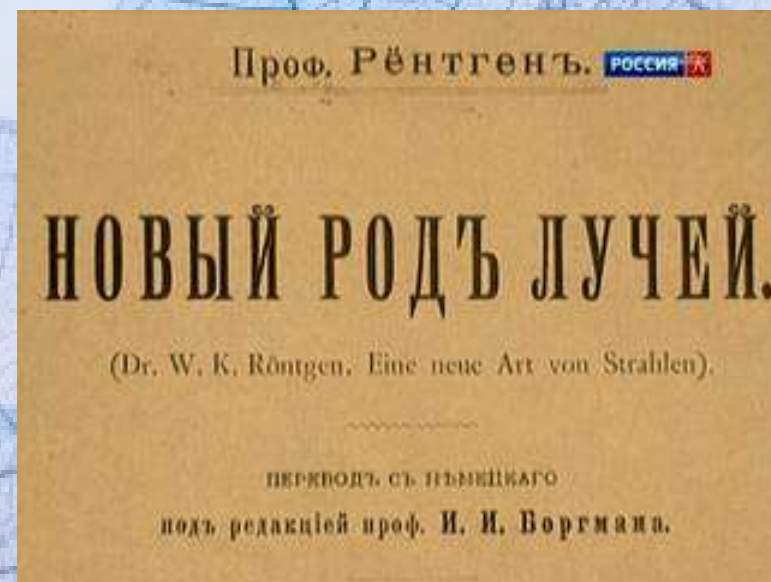 Проф. Рёнтгенъ. РОССИЯ К
НОВЫЙ РОДЪ ЛУЧЕЙ.
(Dr. W. K. Röntgen. Eine neue Art von Strahlen).
ПЕРЕВОДЪ СЪ НѢМЕЦКАГО
подъ редакціей проф. И. И. Боргмана.